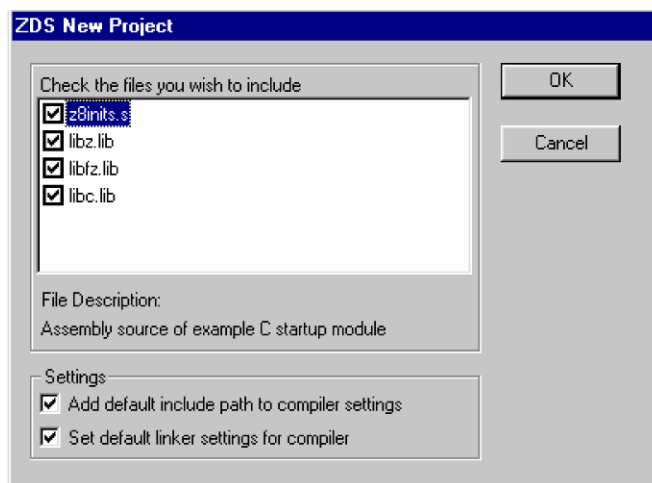 ZDS New Project
Check the files you wish to include
z8inits.s
libz.lib
libfz.lib
libc.lib
File Description:
Assembly source of example C startup module
Settings
Add default include path to compiler settings
Set default linker settings for compiler
OK
Cancel